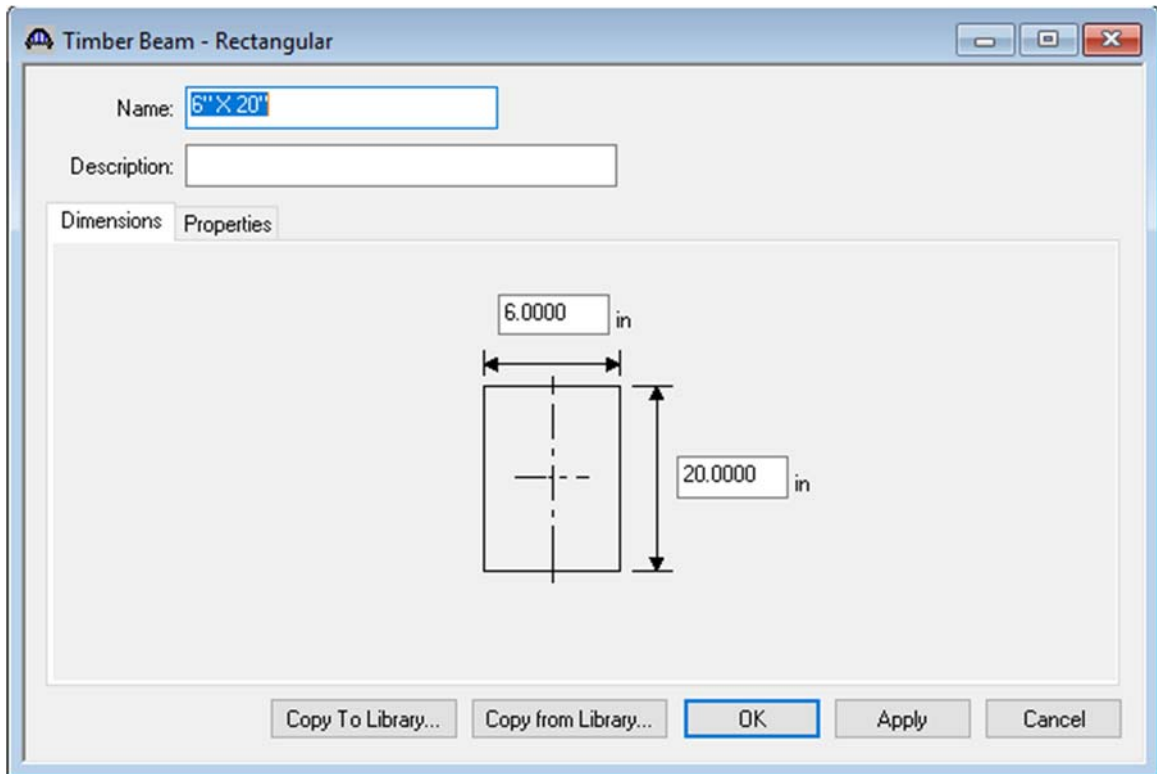 Timber Beam - Rectangular
Name: 6" X 20"
Description:
Dimensions Properties
6.0000 in
20.0000 in
Copy To Library... Copy from Library... OK Apply Cancel